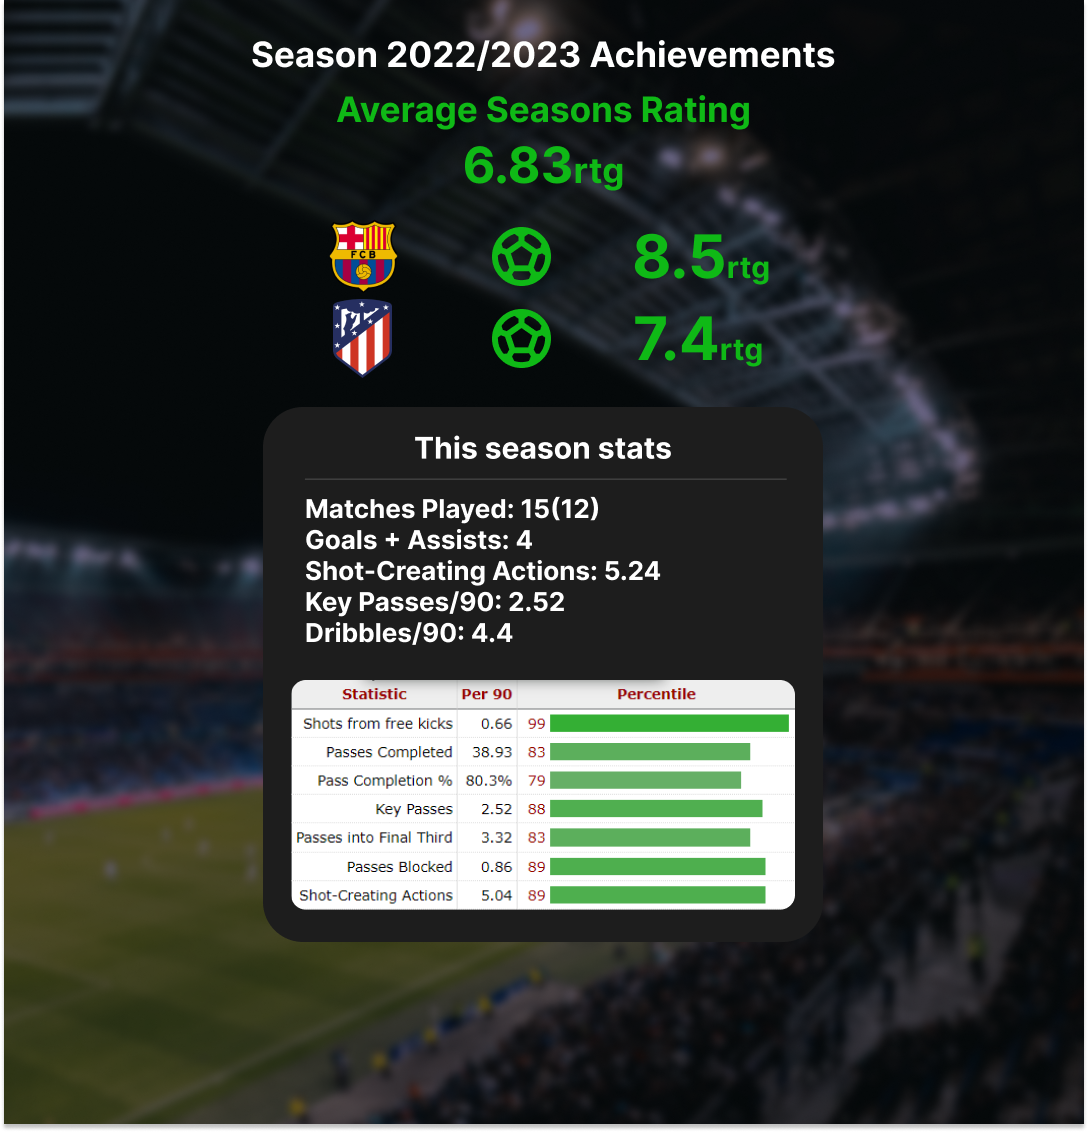 Season 2022/2023 Achievements
Average Seasons Rating
6.83rtg
FCB
8.5rtg
7.4rtg
This season stats
Matches Played: 15(12)
Goals + Assists: 4
Shot-Creating Actions: 5.24
Key Passes/90: 2.52
Dribbles/90: 4.4
Statistic Per 90 Percentile
Shots from free kicks 0.66 99
Passes Completed 38.93 83
Pass Completion % 80.3% 79
Key Passes 2.52 88
Passes into Final Third 3.32 83
Passes Blocked 0.86 89
Shot-Creating Actions 5.04 89